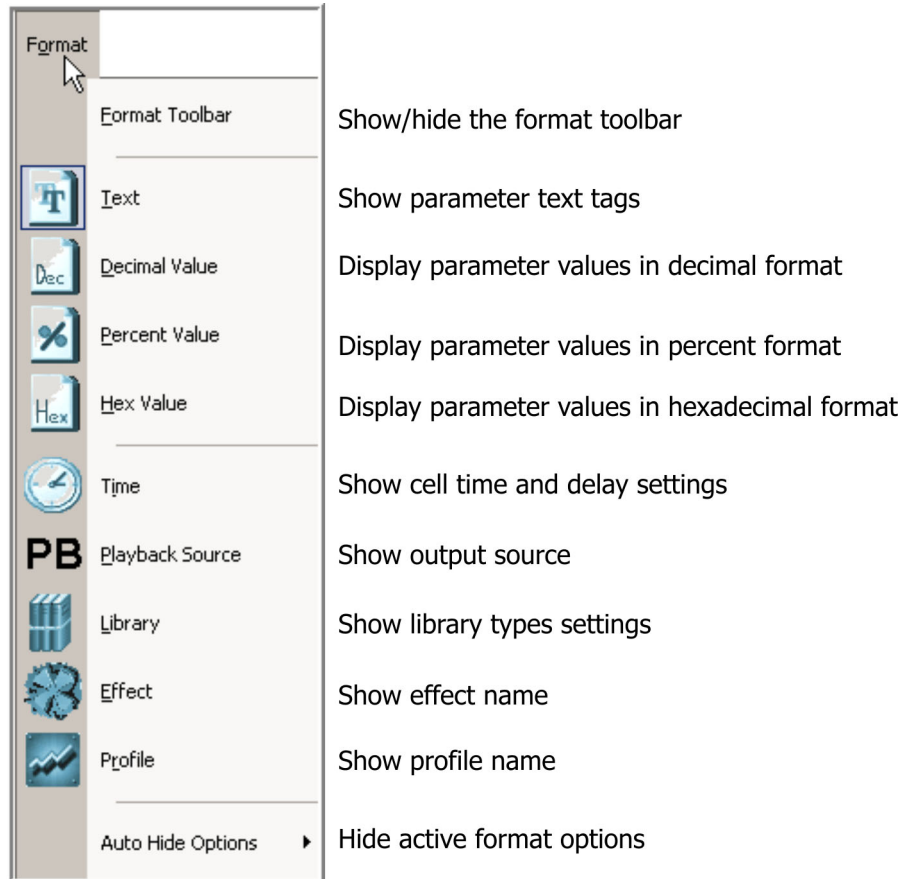 Format
Format Toolbar Show/hide the format toolbar
TT Text Show parameter text tags
Dec Decimal Value Display parameter values in decimal format
% Percent Value Display parameter values in percent format
Hex Hex Value Display parameter values in hexadecimal format
Time Show cell time and delay settings
PB Playback Source Show output source
Library Show library types settings
Effect Show effect name
Profile Show profile name
Auto Hide Options Hide active format options